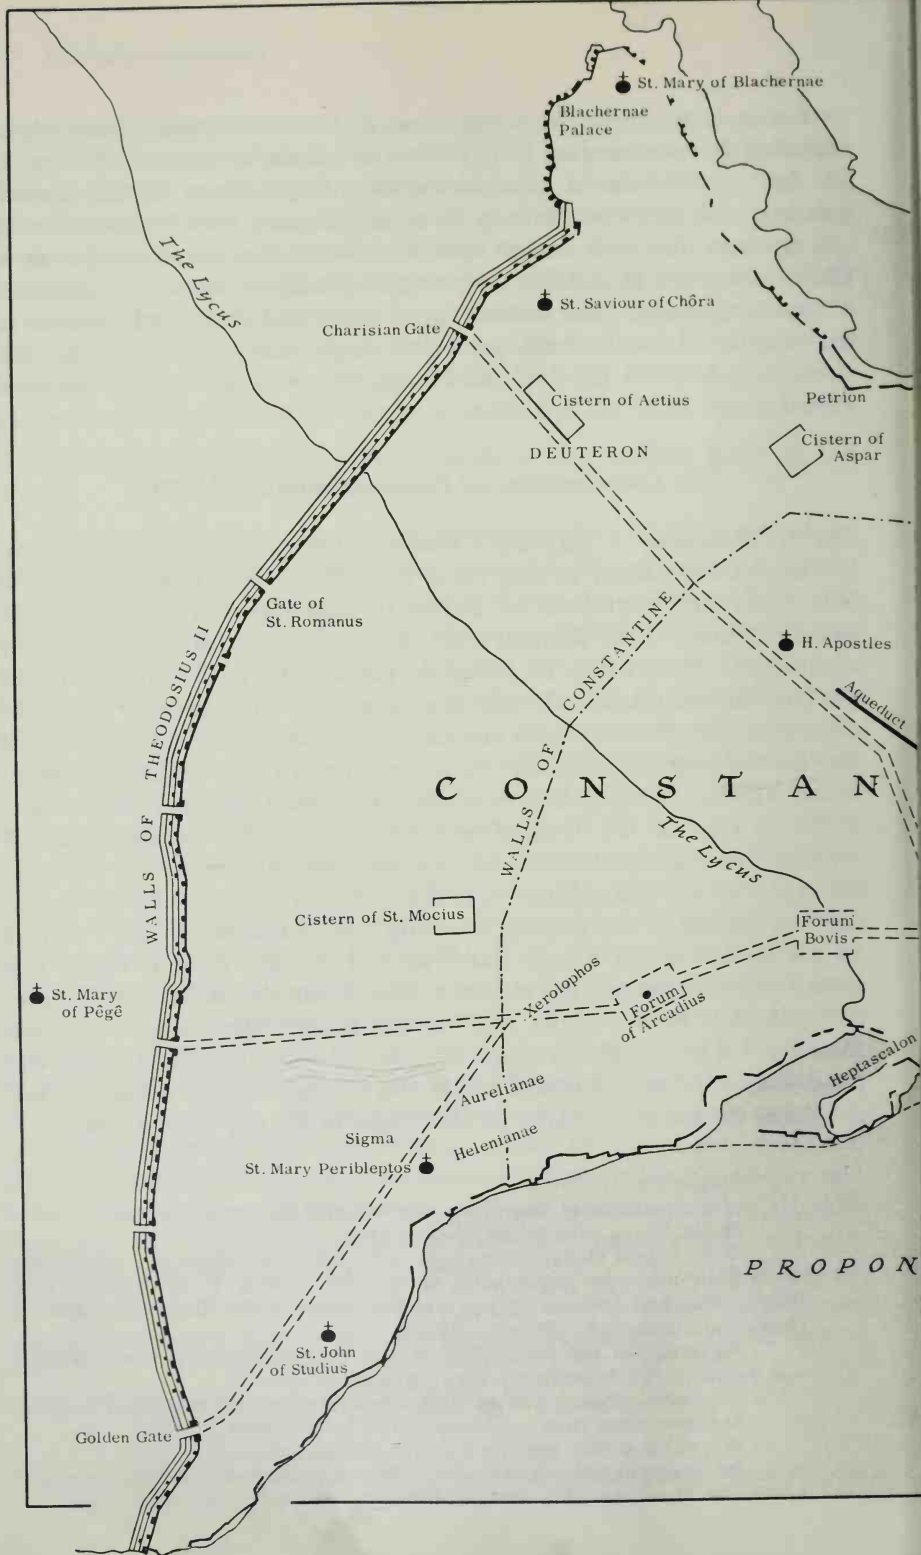 St. Mary of Blachernae
Blachernae
Palace
The Lycus
St. Saviour of Chôra
Charisian Gate
Cistern of Aetius
Petrion
DEUTERON
Cistern of
Aspar
Gate of
St. Romanus
WALLS OF THEODOSIUS II
WALLS OF CONSTANTINE
H. Apostles
Aqueduct
CONSTAN
The Lycus
Cistern of St. Mocius
Forum
Bovis
St. Mary
of Pêgê
Xerolophos
Forum
of Arcadius
Heptascalon
Aurelianae
Sigma
Helenianae
St. Mary Peribleptos
PROPON
St. John
of Studius
Golden Gate